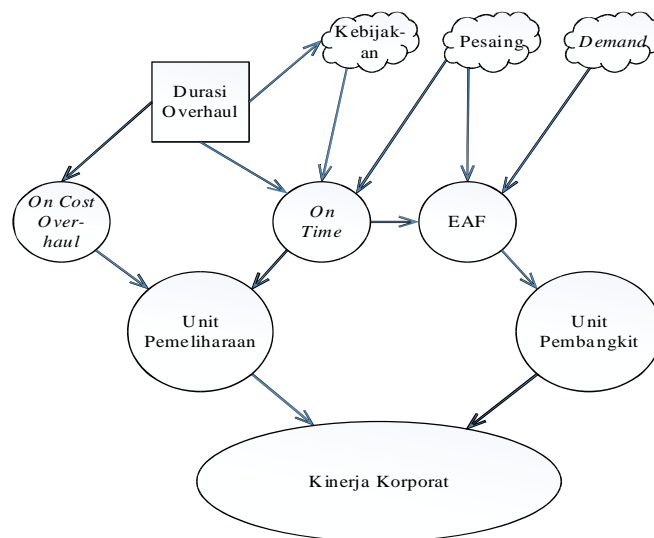 Kebijak-
an
Pesaing
Demand
Durasi
Overhaul
On Cost
Over-
haul
On
Time
EAF
Unit
Pemeliharaan
Unit
Pembangkit
Kinerja Korporat